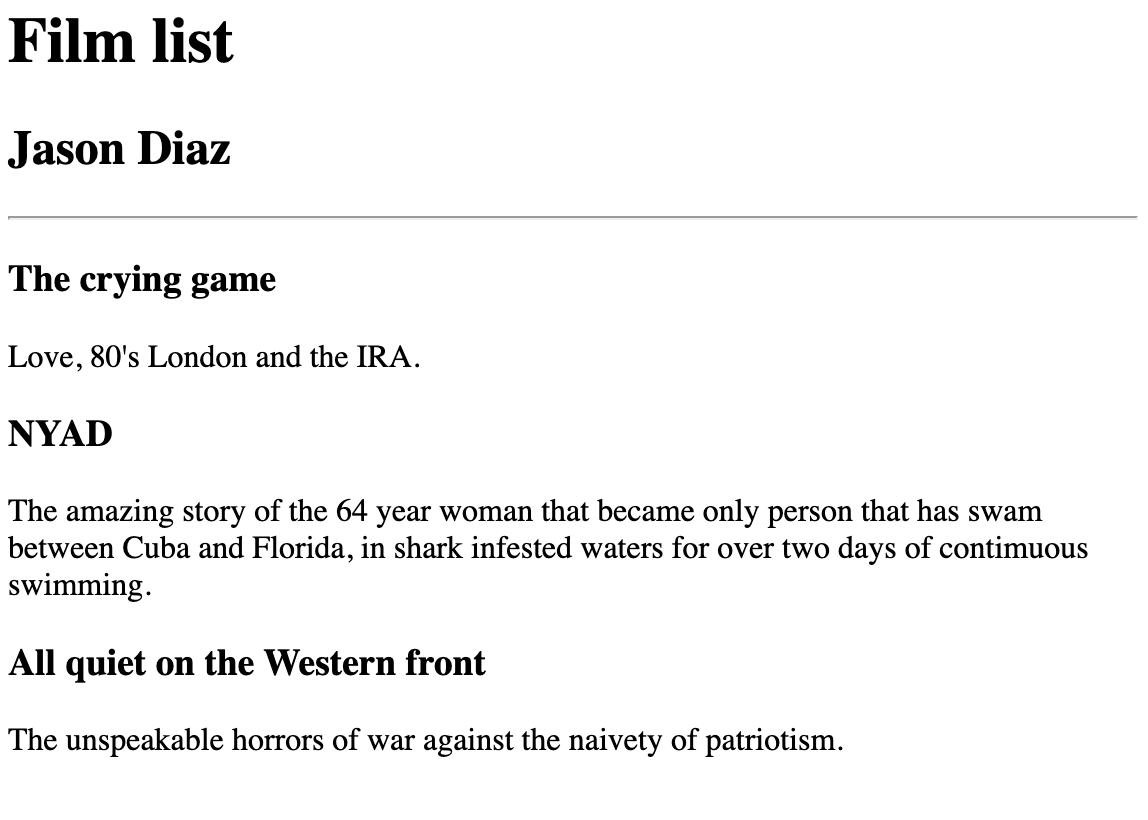 Film list
Jason Diaz
The crying game
Love, 80's London and the IRA.
NYAD
The amazing story of the 64 year woman that became only person that has swam
between Cuba and Florida, in shark infested waters for over two days of contimuous
swimming.
All quiet on the Western front
The unspeakable horrors of war against the naivety of patriotism.